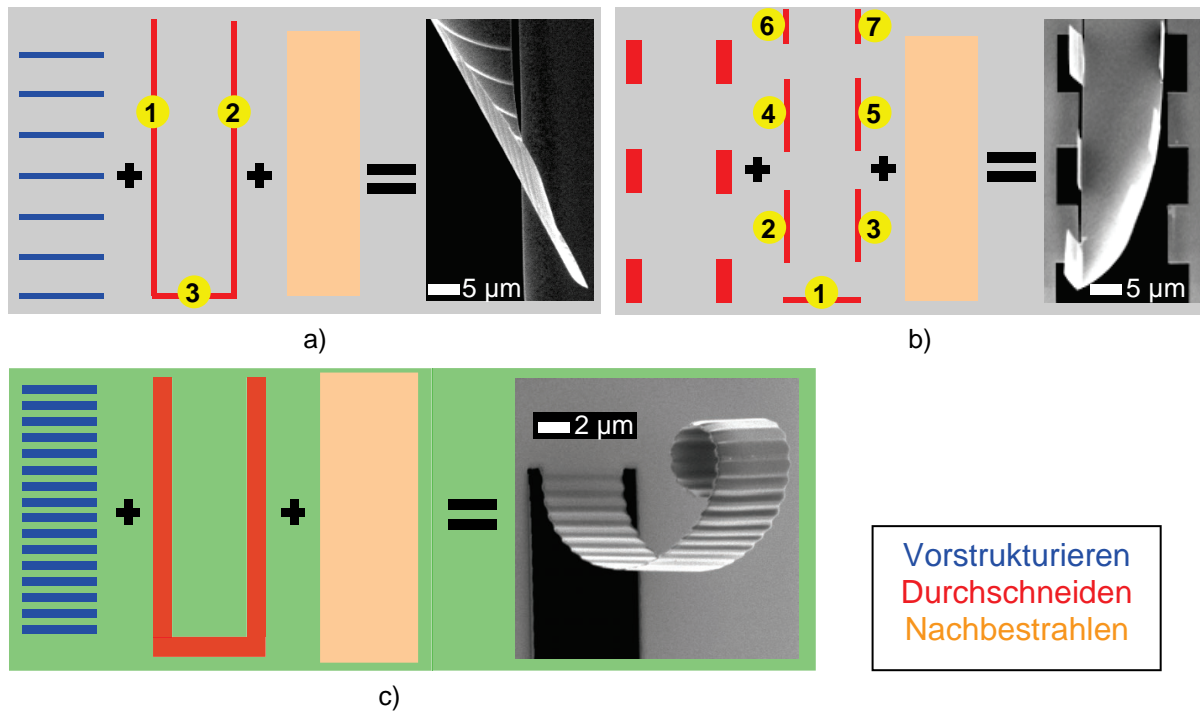 1
2
3
5 µm
a)
6
7
4
5
2
3
1
5 µm
b)
2 µm
c)
Vorstrukturieren
Durchschneiden
Nachbestrahlen